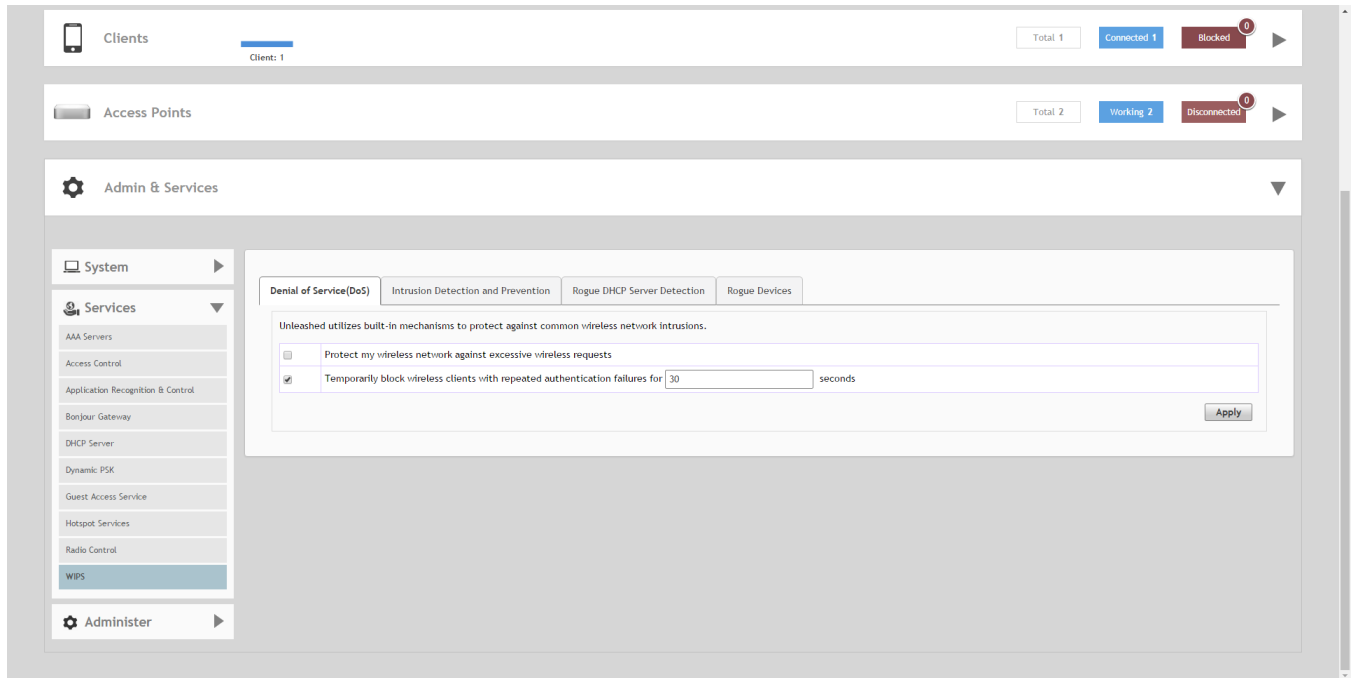 Clients
Client: 1
Total 1
Connected 1
Blocked
0
Access Points
Total 2
Working 2
Disconnected
0
Admin & Services
System
Services
AAA Servers
Access Control
Application Recognition & Control
Bonjour Gateway
DHCP Server
Dynamic PSK
Guest Access Service
Hotspot Services
Radio Control
WIPS
Administer
Denial of Service(DoS)
Intrusion Detection and Prevention
Rogue DHCP Server Detection
Rogue Devices
Unleashed utilizes built-in mechanisms to protect against common wireless network intrusions.
Protect my wireless network against excessive wireless requests
Temporarily block wireless clients with repeated authentication failures for 30 seconds
Apply